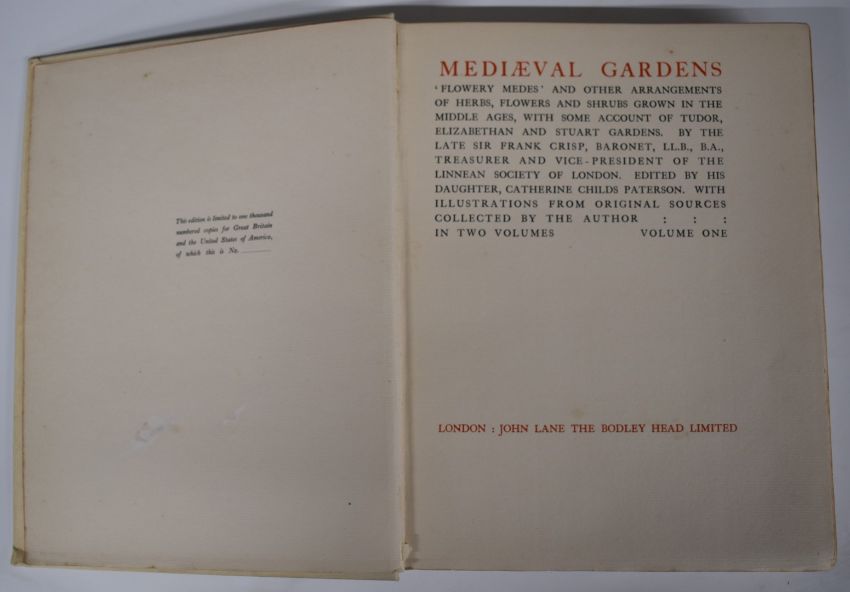 This edition is limited to one thousand
numbered copies for Great Britain
and the United States of America,
of which this is No.
MEDIÆVAL GARDENS
‘FLOWERY MEDES’ AND OTHER ARRANGEMENTS
OF HERBS, FLOWERS AND SHRUBS GROWN IN THE
MIDDLE AGES, WITH SOME ACCOUNT OF TUDOR,
ELIZABETHAN AND STUART GARDENS. BY THE
LATE SIR FRANK CRISP, BARONET, LL.B., B.A.,
TREASURER AND VICE-PRESIDENT OF THE
LINNEAN SOCIETY OF LONDON. EDITED BY HIS
DAUGHTER, CATHERINE CHILDS PATERSON. WITH
ILLUSTRATIONS FROM ORIGINAL SOURCES
COLLECTED BY THE AUTHOR : : :
IN TWO VOLUMES VOLUME ONE
LONDON : JOHN LANE THE BODLEY HEAD LIMITED